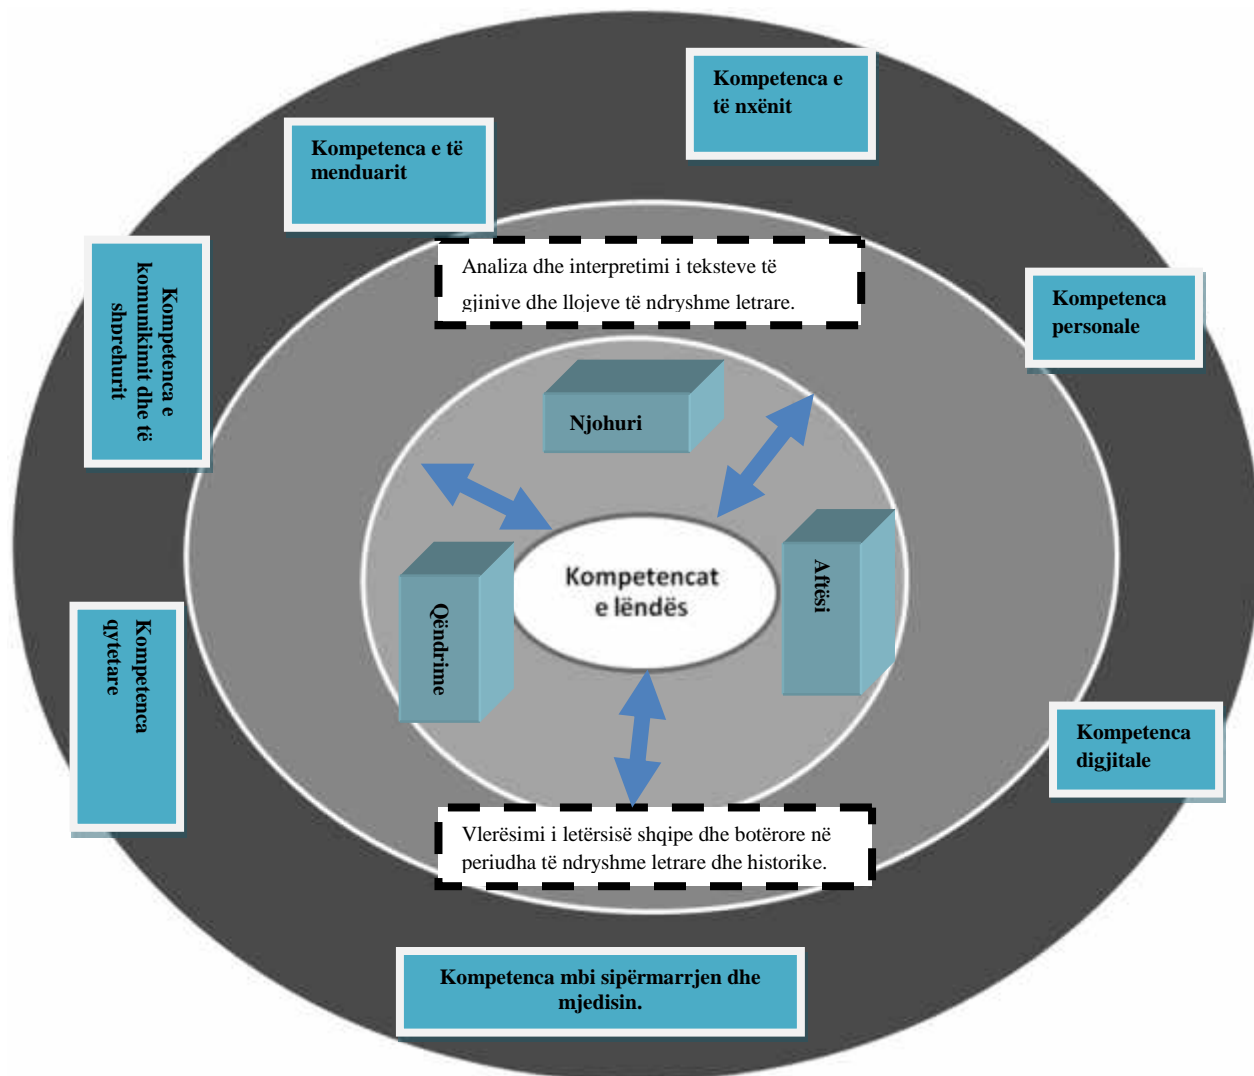 Kompetenca e
të nxënit
Kompetenca e të
menduarit
Kompetenca e
komunikimit dhe të
shprehurit
Analiza dhe interpretimi i teksteve të
gjinive dhe llojeve të ndryshme letrare.
Kompetenca
personale
Njohuri
Kompetencat
e lëndës
Aftësi
Qëndrime
Kompetenca
qytetare
Kompetenca
digjitale
Vlerësimi i letërsisë shqipe dhe botërore në
periudha të ndryshme letrare dhe historike.
Kompetenca mbi sipërmarrjen dhe
mjedisin.